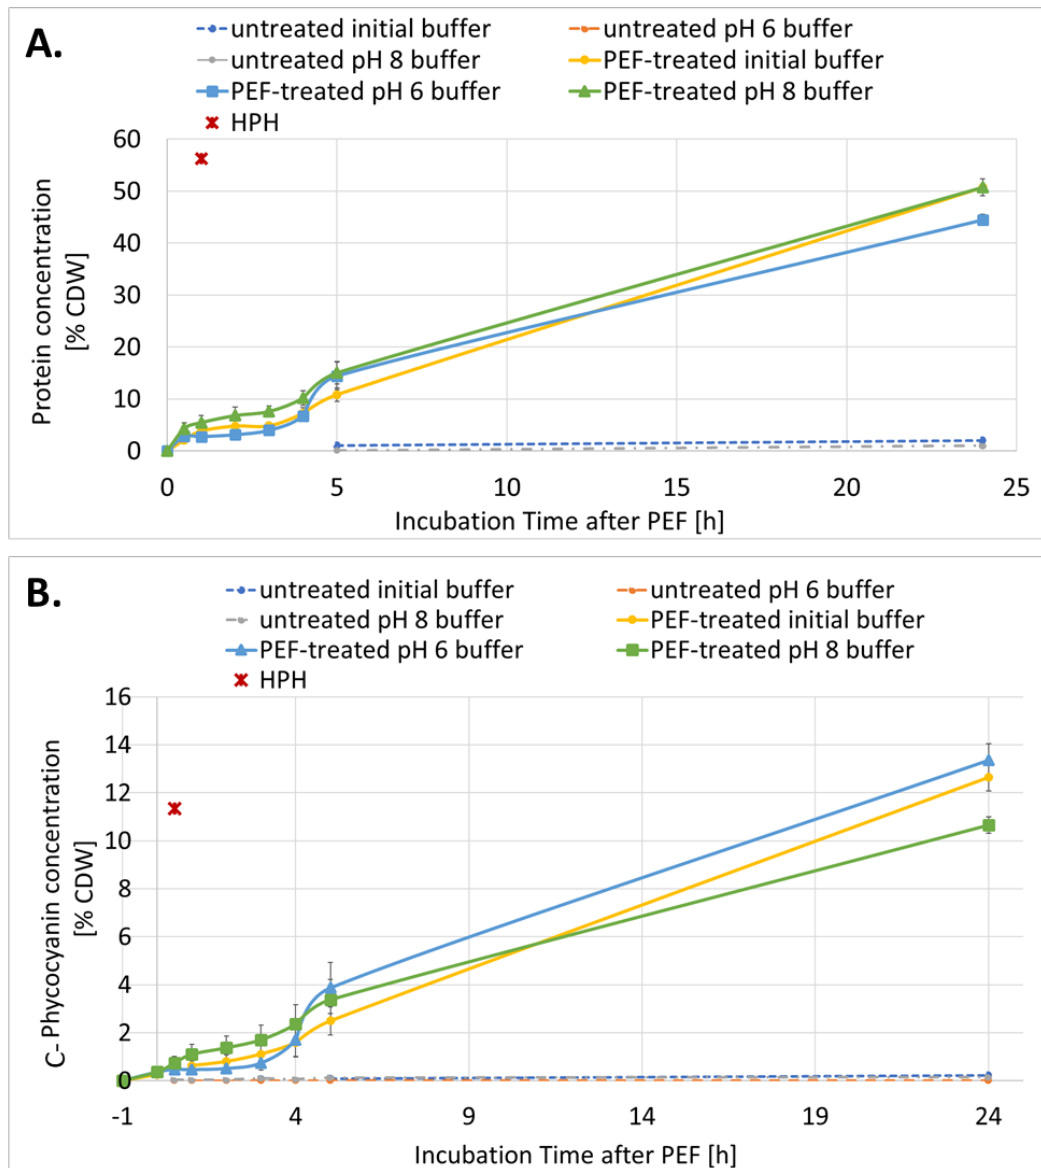 A.
untreated initial buffer
untreated pH 6 buffer
untreated pH 8 buffer
PEF-treated initial buffer
PEF-treated pH 6 buffer
PEF-treated pH 8 buffer
HPH
Protein concentration
[% CDW]
60
50
40
30
20
10
0
0 5 10 15 20 25
Incubation Time after PEF [h]
B.
untreated initial buffer
untreated pH 6 buffer
untreated pH 8 buffer
PEF-treated initial buffer
PEF-treated pH 6 buffer
PEF-treated pH 8 buffer
HPH
C-Phycocyanin concentration
[% CDW]
16
14
12
10
8
6
4
2
0
-1 4 9 14 19 24
Incubation Time after PEF [h]